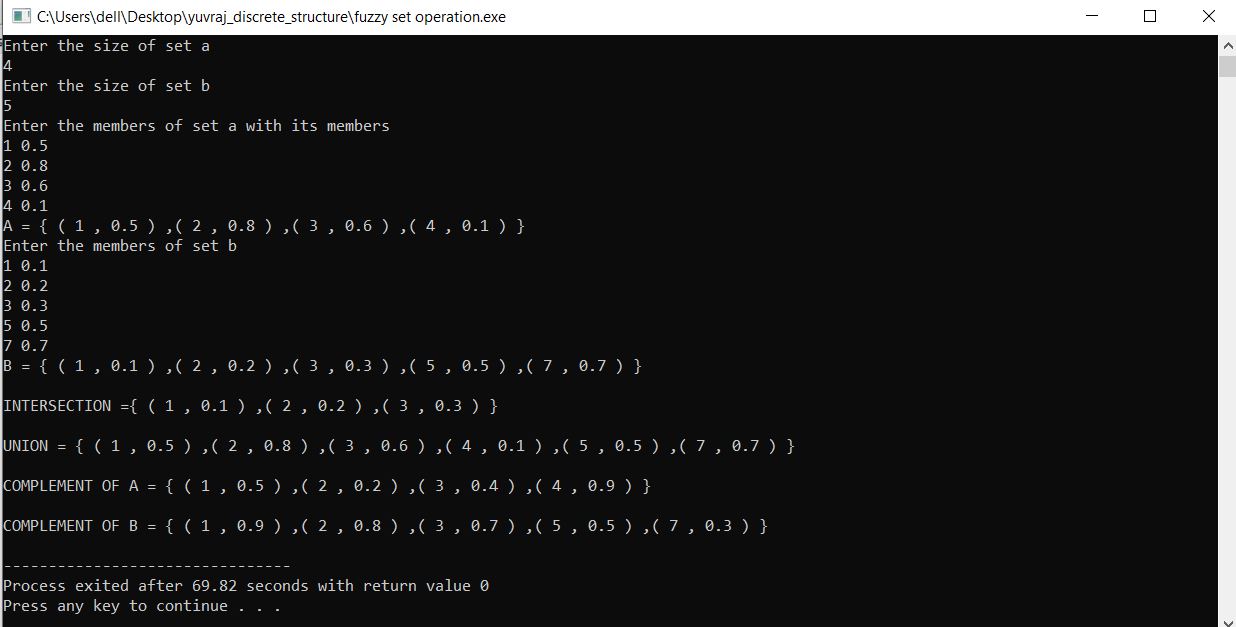 C:\Users\dell\Desktop\yuvraj_discrete_structure\fuzzy set operation.exe
Enter the size of set a
4
Enter the size of set b
5
Enter the members of set a with its members
1 0.5
2 0.8
3 0.6
4 0.1
A = { ( 1 , 0.5 ) ,( 2 , 0.8 ) ,( 3 , 0.6 ) ,( 4 , 0.1 ) }
Enter the members of set b
1 0.1
2 0.2
3 0.3
5 0.5
7 0.7
B = { ( 1 , 0.1 ) ,( 2 , 0.2 ) ,( 3 , 0.3 ) ,( 5 , 0.5 ) ,( 7 , 0.7 ) }
INTERSECTION ={ ( 1 , 0.1 ) ,( 2 , 0.2 ) ,( 3 , 0.3 ) }
UNION = { ( 1 , 0.5 ) ,( 2 , 0.8 ) ,( 3 , 0.6 ) ,( 4 , 0.1 ) ,( 5 , 0.5 ) ,( 7 , 0.7 ) }
COMPLEMENT OF A = { ( 1 , 0.5 ) ,( 2 , 0.2 ) ,( 3 , 0.4 ) ,( 4 , 0.9 ) }
COMPLEMENT OF B = { ( 1 , 0.9 ) ,( 2 , 0.8 ) ,( 3 , 0.7 ) ,( 5 , 0.5 ) ,( 7 , 0.3 ) }
--------------------------------
Process exited after 69.82 seconds with return value 0
Press any key to continue . . .